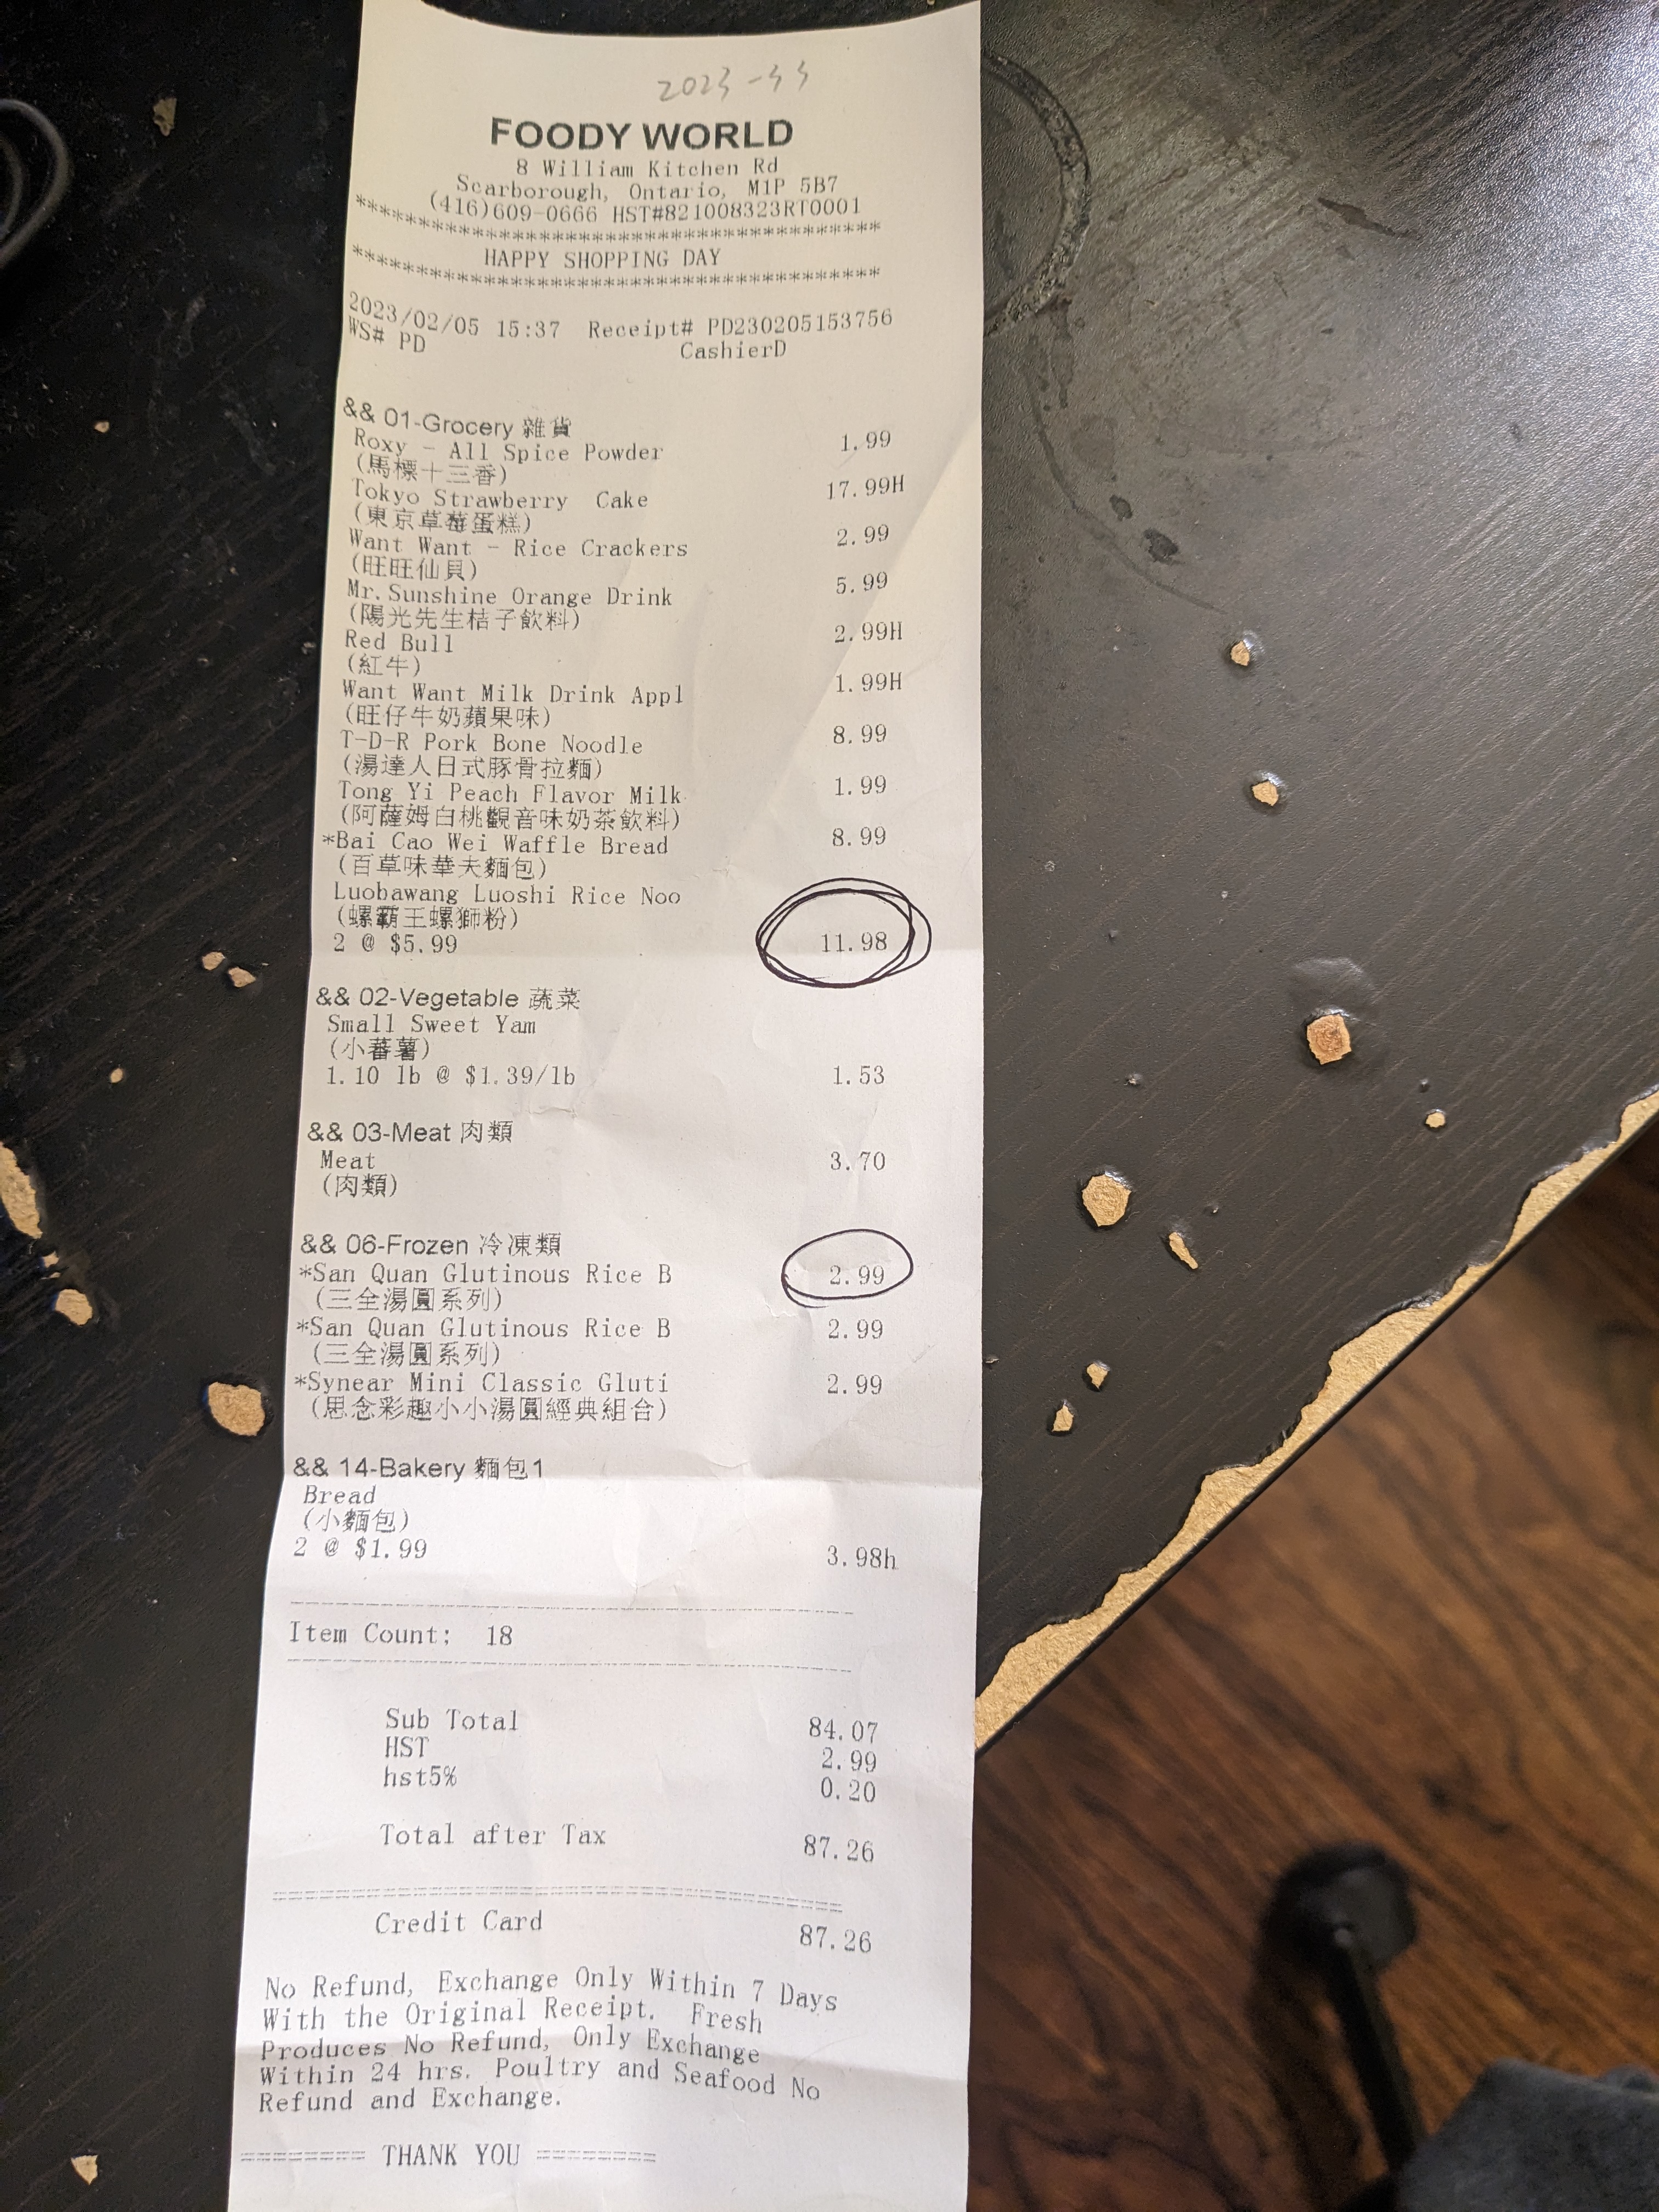 2023-33
FOODY WORLD
8 William Kitchen Rd
Scarborough, Ontario, M1P 5B7
(416)609-0666 HST#821008323RT0001
****************************************
HAPPY SHOPPING DAY
****************************************
2023/02/05 15:37 Receipt# PD230205153756
WS# PD CashierD
&& 01-Grocery 雜貨
Roxy - All Spice Powder 1.99
(馬標十三香)
Tokyo Strawberry Cake 17.99H
(東京草莓蛋糕)
Want Want - Rice Crackers 2.99
(旺旺仙貝)
Mr.Sunshine Orange Drink 5.99
(陽光先生桔子飲料)
Red Bull 2.99H
(紅牛)
Want Want Milk Drink Appl 1.99H
(旺仔牛奶蘋果味)
T-D-R Pork Bone Noodle 8.99
(湯達人日式豚骨拉麵)
Tong Yi Peach Flavor Milk 1.99
(阿薩姆白桃觀音味奶茶飲料)
*Bai Cao Wei Waffle Bread 8.99
(百草味華夫麵包)
Luobawang Luoshi Rice Noo
(螺霸王螺獅粉)
2 @ $5.99 11.98
&& 02-Vegetable 蔬菜
Small Sweet Yam
(小蕃薯)
1.10 lb @ $1.39/lb 1.53
&& 03-Meat 肉類
Meat 3.70
(肉類)
&& 06-Frozen 冷凍類
*San Quan Glutinous Rice B 2.99
(三全湯圓系列)
*San Quan Glutinous Rice B 2.99
(三全湯圓系列)
*Synear Mini Classic Gluti 2.99
(思念彩趣小小湯圓經典組合)
&& 14-Bakery 麵包1
Bread
(小麵包)
2 @ $1.99 3.98h
Item Count: 18
Sub Total 84.07
HST 2.99
hst5% 0.20
Total after Tax 87.26
Credit Card 87.26
No Refund, Exchange Only Within 7 Days
With the Original Receipt. Fresh
Produces No Refund, Only Exchange
Within 24 hrs. Poultry and Seafood No
Refund and Exchange.
======= THANK YOU =======